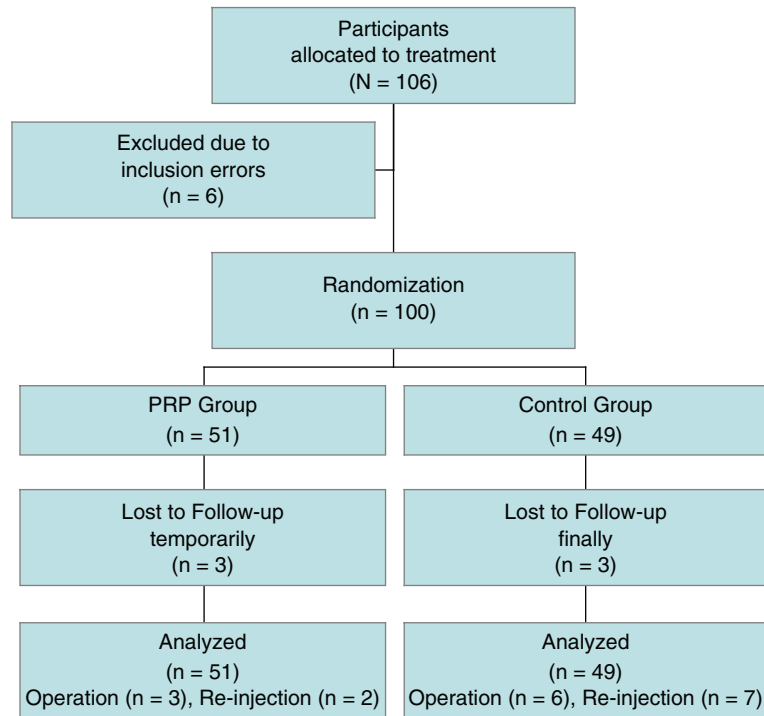 Participants
allocated to treatment
(N = 106)
Excluded due to
inclusion errors
(n = 6)
Randomization
(n = 100)
PRP Group
(n = 51)
Control Group
(n = 49)
Lost to Follow-up
temporarily
(n = 3)
Lost to Follow-up
finally
(n = 3)
Analyzed
(n = 51)
Operation (n = 3), Re-injection (n = 2)
Analyzed
(n = 49)
Operation (n = 6), Re-injection (n = 7)